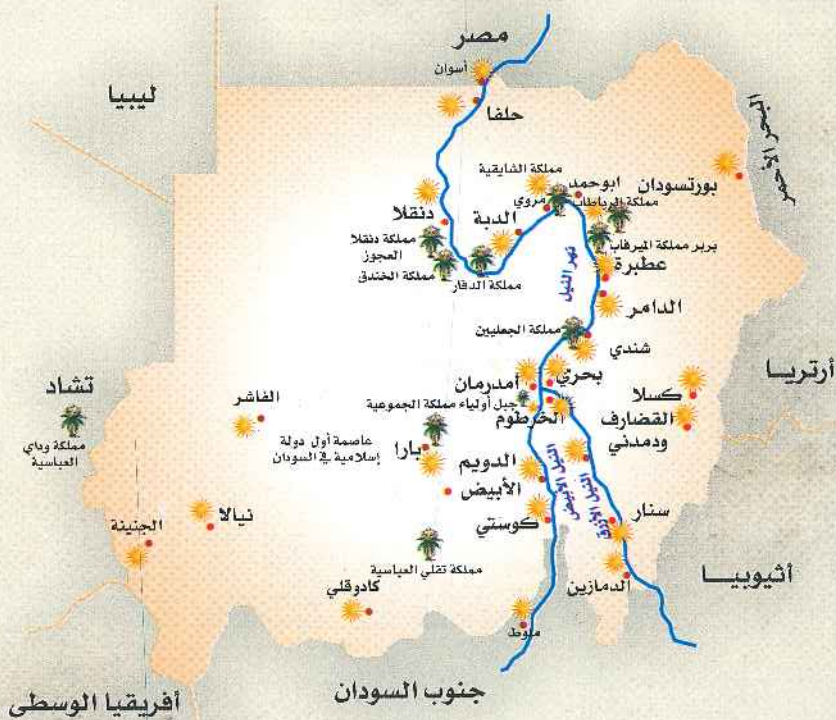 مصر
أسوان
ليبيا
حلفا
البحر الأحمر
مملكة الشايقية
ابوحمد
بورتسودان
مروي
مملكة الرباطاب
دنقلا
الدبة
مملكة دنقلا
العجوز
بربر مملكة الميرفاب
مملكة الخندق
مملكة الدفار
نهر النيل
عطبرة
الدامر
مملكة الجعليين
شندي
أرتريا
بحري
أمدرمان
تشاد
كسلا
الفاشر
جبل أولياء مملكة الجموعية
الخرطوم
القضارف
ودمدني
مملكة وداي
العباسية
عاصمة أول دولة
إسلامية في السودان
بارا
الدويم
النيل الأبيض
النيل الأزرق
الأبيض
نيالا
كوستي
سنار
الجنينة
مملكة تقلي العباسية
أثيوبيا
الدمازين
كادوقلي
ملوط
جنوب السودان
أفريقيا الوسطى